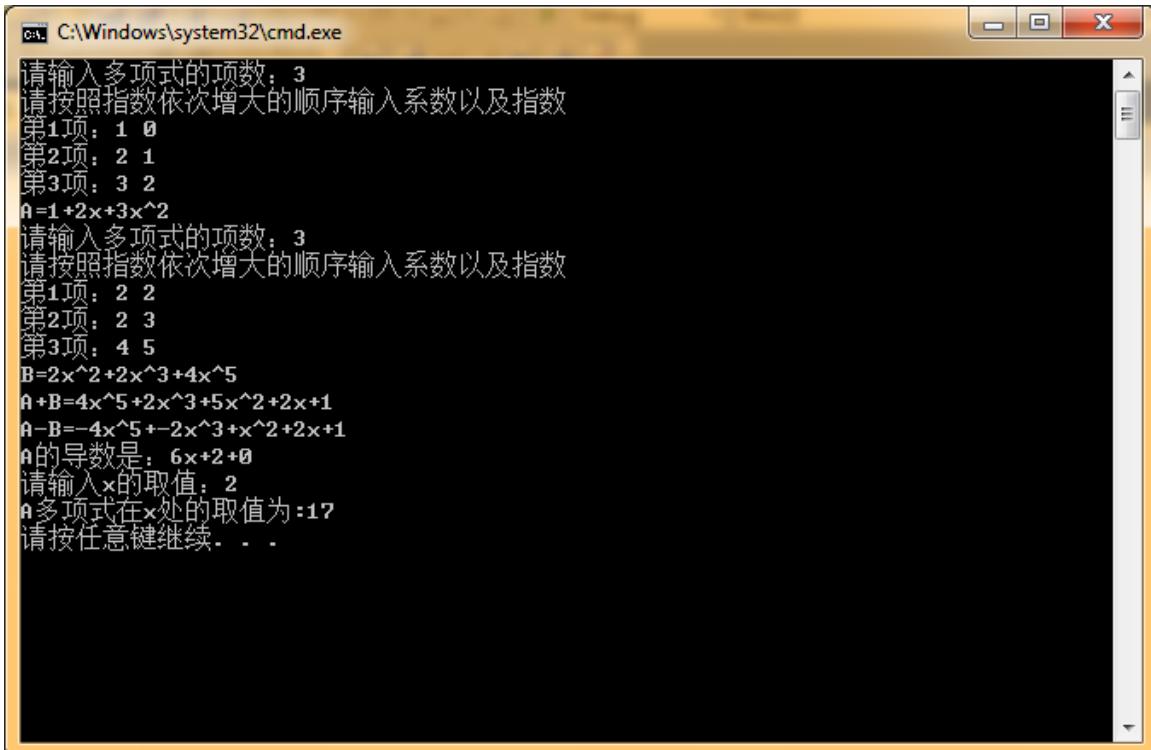 C:\Windows\system32\cmd.exe
请输入多项式的项数：3
请按照指数依次增大的顺序输入系数以及指数
第1项：1 0
第2项：2 1
第3项：3 2
A=1+2x+3x^2
请输入多项式的项数：3
请按照指数依次增大的顺序输入系数以及指数
第1项：2 2
第2项：2 3
第3项：4 5
B=2x^2+2x^3+4x^5
A+B=4x^5+2x^3+5x^2+2x+1
A-B=-4x^5+-2x^3+x^2+2x+1
A的导数是：6x+2+0
请输入x的取值：2
A多项式在x处的取值为:17
请按任意键继续. . .